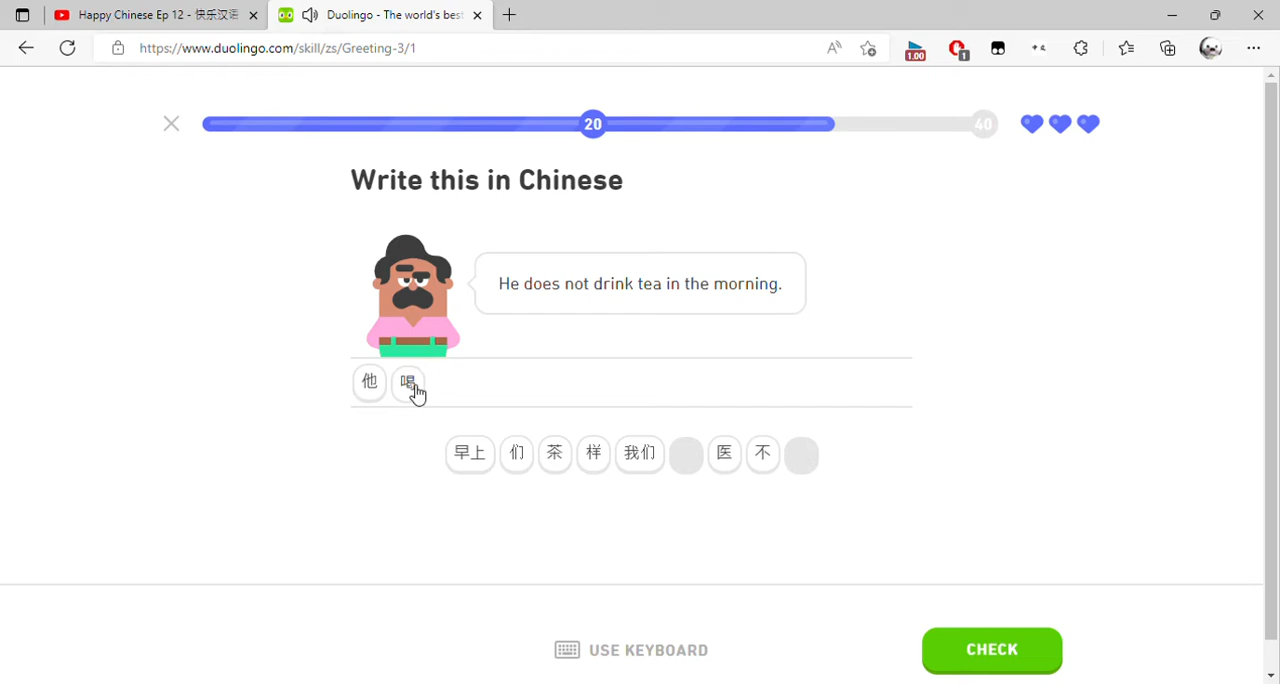 Happy Chinese Ep 12 - 快乐汉语
Duolingo - The world's best
https://www.duolingo.com/skill/zs/Greeting-3/1
1.00
1
20
40
Write this in Chinese
He does not drink tea in the morning.
他 喝
早上 们 茶 样 我们 医 不
USE KEYBOARD
CHECK